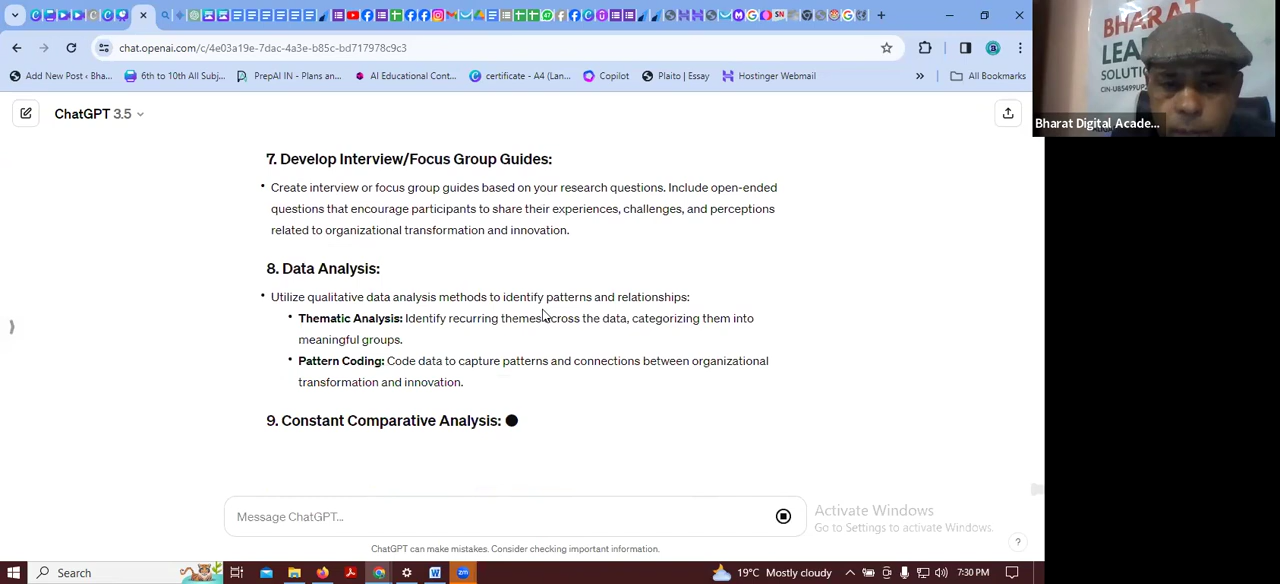 chat.openai.com/c/4e03a19e-7dac-4a3e-b85c-bd717978c9c3
Add New Post ‹ Bha...
6th to 10th All Subj...
PrepAI IN - Plans an...
AI Educational Cont...
certificate - A4 (Lan...
Copilot
Plaito | Essay
Hostinger Webmail
»
All Bookmarks
BHARAT
LEA
SOLUTIO
CIN-U85499UP2
Bharat Digital Acade...
ChatGPT 3.5
7. Develop Interview/Focus Group Guides:
• Create interview or focus group guides based on your research questions. Include open-ended
questions that encourage participants to share their experiences, challenges, and perceptions
related to organizational transformation and innovation.
8. Data Analysis:
• Utilize qualitative data analysis methods to identify patterns and relationships:
• Thematic Analysis: Identify recurring themes across the data, categorizing them into
meaningful groups.
• Pattern Coding: Code data to capture patterns and connections between organizational
transformation and innovation.
9. Constant Comparative Analysis:
Message ChatGPT...
Activate Windows
Go to Settings to activate Windows.
ChatGPT can make mistakes. Consider checking important information.
?
Search
19°C Mostly cloudy
7:30 PM